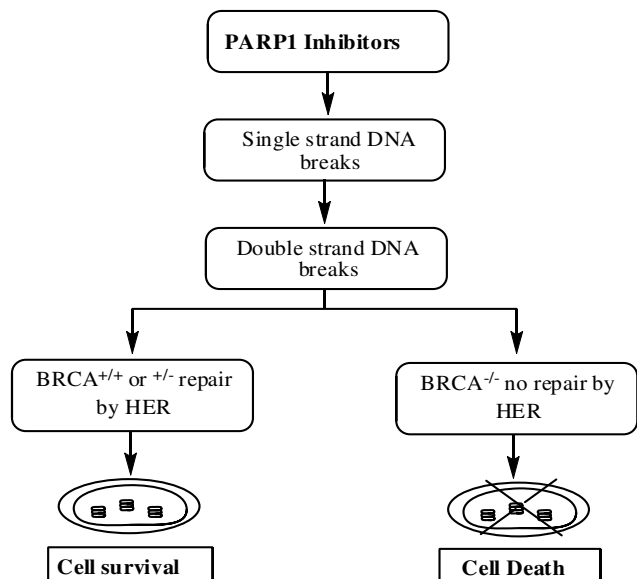 PARP1 Inhibitors
Single strand DNA
breaks
Double strand DNA
breaks
BRCA+/+ or +/- repair
by HER
BRCA-/- no repair by
HER
Cell survival
Cell Death